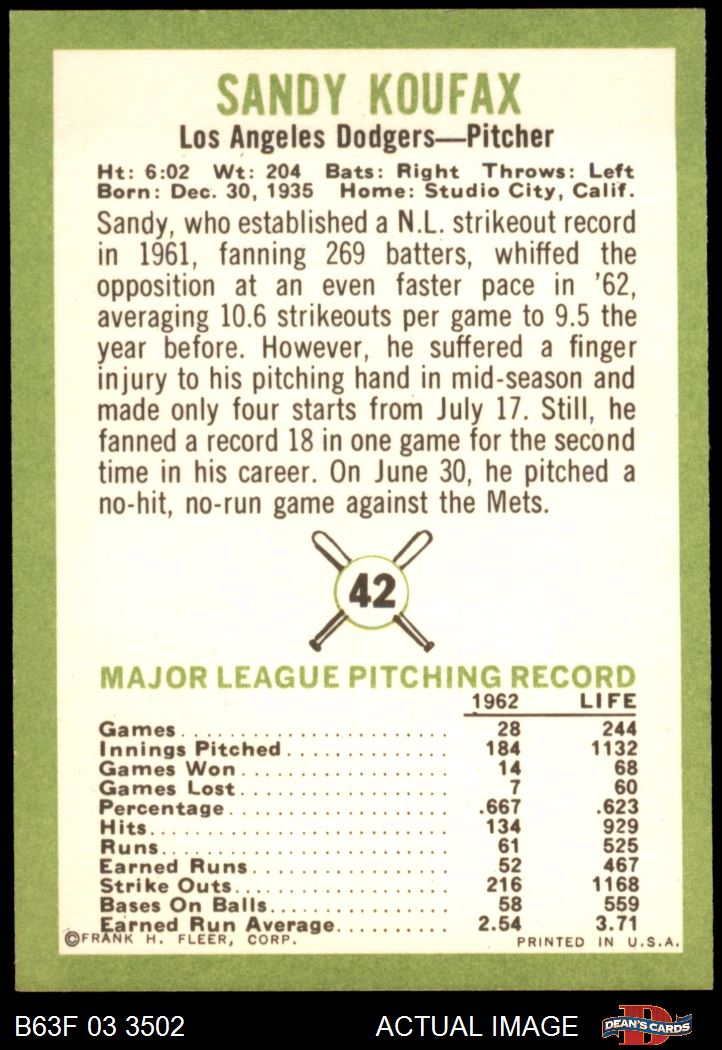 SANDY KOUFAX
Los Angeles Dodgers—Pitcher
Ht: 6:02 Wt: 204 Bats: Right Throws: Left
Born: Dec. 30, 1935 Home: Studio City, Calif.
Sandy, who established a N.L. strikeout record
in 1961, fanning 269 batters, whiffed the
opposition at an even faster pace in '62,
averaging 10.6 strikeouts per game to 9.5 the
year before. However, he suffered a finger
injury to his pitching hand in mid-season and
made only four starts from July 17. Still, he
fanned a record 18 in one game for the second
time in his career. On June 30, he pitched a
no-hit, no-run game against the Mets.
42
MAJOR LEAGUE PITCHING RECORD
1962 LIFE
Games 28 244
Innings Pitched 184 1132
Games Won 14 68
Games Lost 7 60
Percentage .667 .623
Hits 134 929
Runs 61 525
Earned Runs 52 467
Strike Outs 216 1168
Bases On Balls 58 559
Earned Run Average 2.54 3.71
©FRANK H. FLEER, CORP. PRINTED IN U.S.A.
B63F 03 3502 ACTUAL IMAGE D DEAN'S CARDS